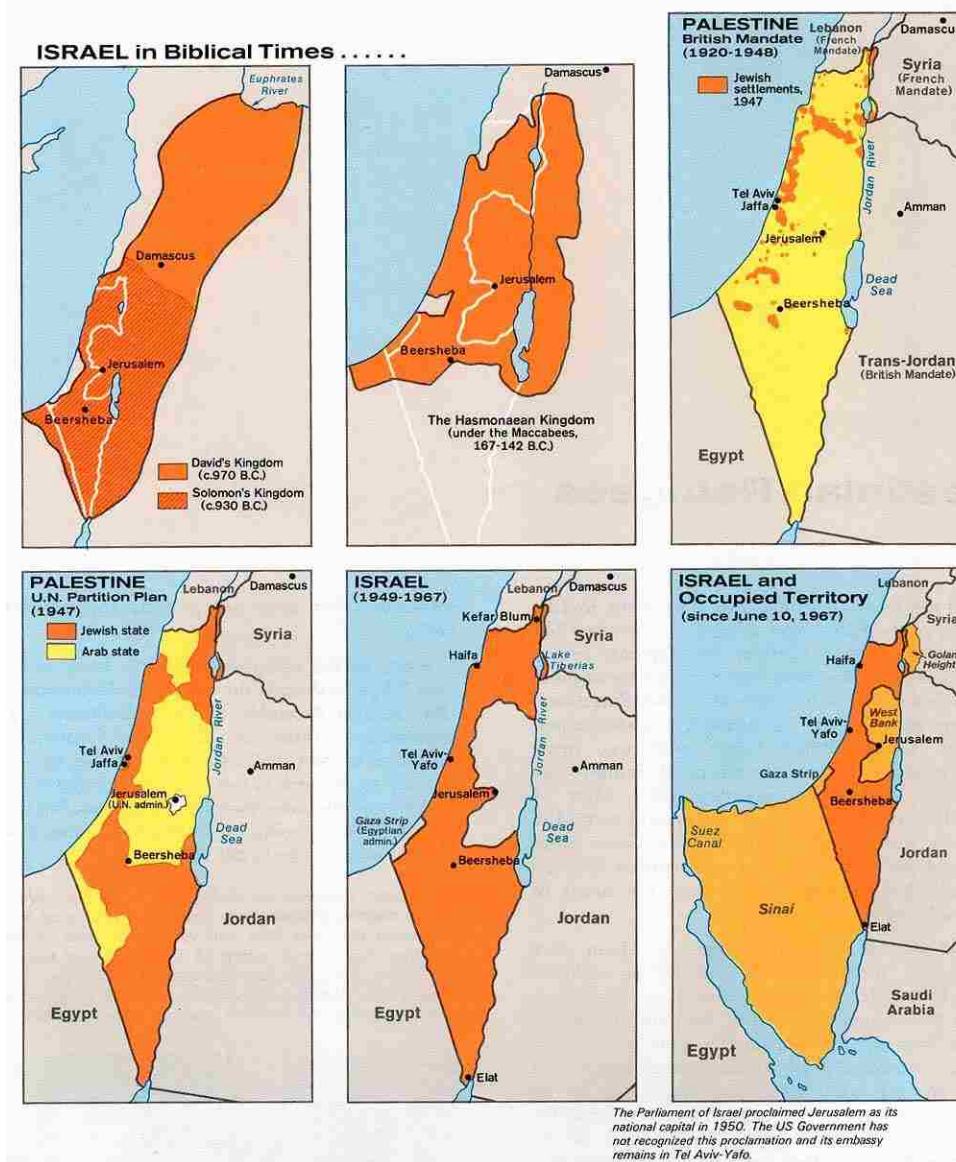 ISRAEL in Biblical Times . . . . . .
Euphrates
River
Damascus
Jerusalem
Beersheba
David's Kingdom
(c.970 B.C.)
Solomon's Kingdom
(c.930 B.C.)
Damascus
Jerusalem
Beersheba
The Hasmonaean Kingdom
(under the Maccabees,
167-142 B.C.)
PALESTINE
British Mandate
(1920-1948)
Jewish
settlements,
1947
Lebanon
(French
Mandate)
Damascu
Syria
(French
Mandate)
Tel Aviv
Jaffa
Jordan River
Amman
Jerusalem
Dead
Sea
Beersheba
Trans-Jordan
(British Mandate)
Egypt
PALESTINE
U.N. Partition Plan
(1947)
Jewish state
Arab state
Lebanon
Damascus
Syria
Jordan River
Tel Aviv
Jaffa
Amman
Jerusalem
(U.N. admin.)
Dead
Sea
Beersheba
Jordan
Egypt
ISRAEL
(1949-1967)
Lebanon
Damascus
Kefar Blum
Syria
Haifa
Lake
Tiberias
Jordan River
Tel Aviv-
Yafo
Amman
Jerusalem
Gaza Strip
(Egyptian
admin.)
Dead
Sea
Beersheba
Jordan
Egypt
Elat
ISRAEL and
Occupied Territory
(since June 10, 1967)
Lebanon
Syria
Golan
Height
Haifa
West
Bank
Tel Aviv-
Yafo
Jerusalem
Gaza Strip
Beersheba
Suez
Canal
Jordan
Sinai
Elat
Saudi
Arabia
Egypt
The Parliament of Israel proclaimed Jerusalem as its
national capital in 1950. The US Government has
not recognized this proclamation and its embassy
remains in Tel Aviv-Yafo.